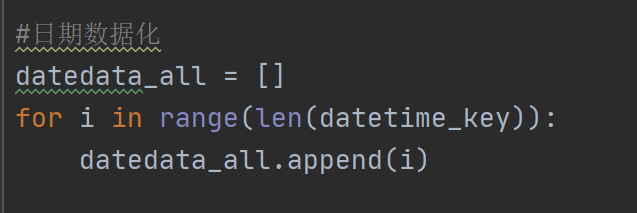 #日期数据化
datedata_all = []
for i in range(len(datetime_key)):
    datedata_all.append(i)